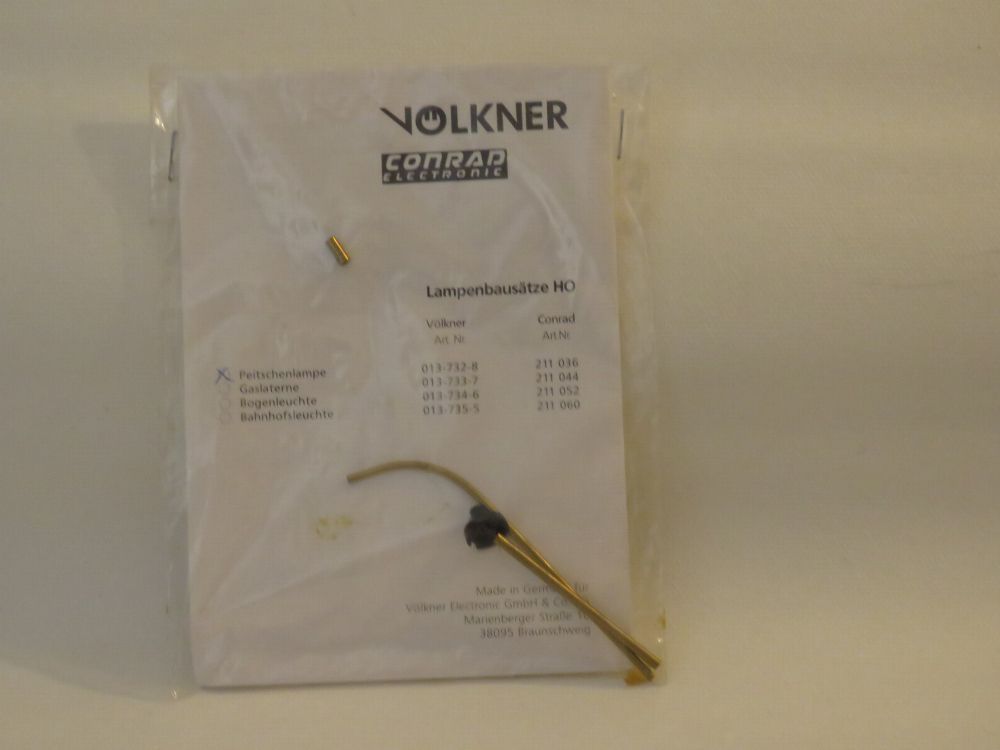 VÖLKNER
CONRAD
ELECTRONIC
Lampenbausätze HO
Völkner Conrad
Art. Nr. Art.Nr.
X Peitschenlampe 013-732-8 211 036
Gaslaterne 013-733-7 211 044
Bogenleuchte 013-734-6 211 052
Bahnhofsleuchte 013-735-5 211 060
Made in für
Völkner Electronic GmbH &
Marienberger Straße
38095 Braunschweig